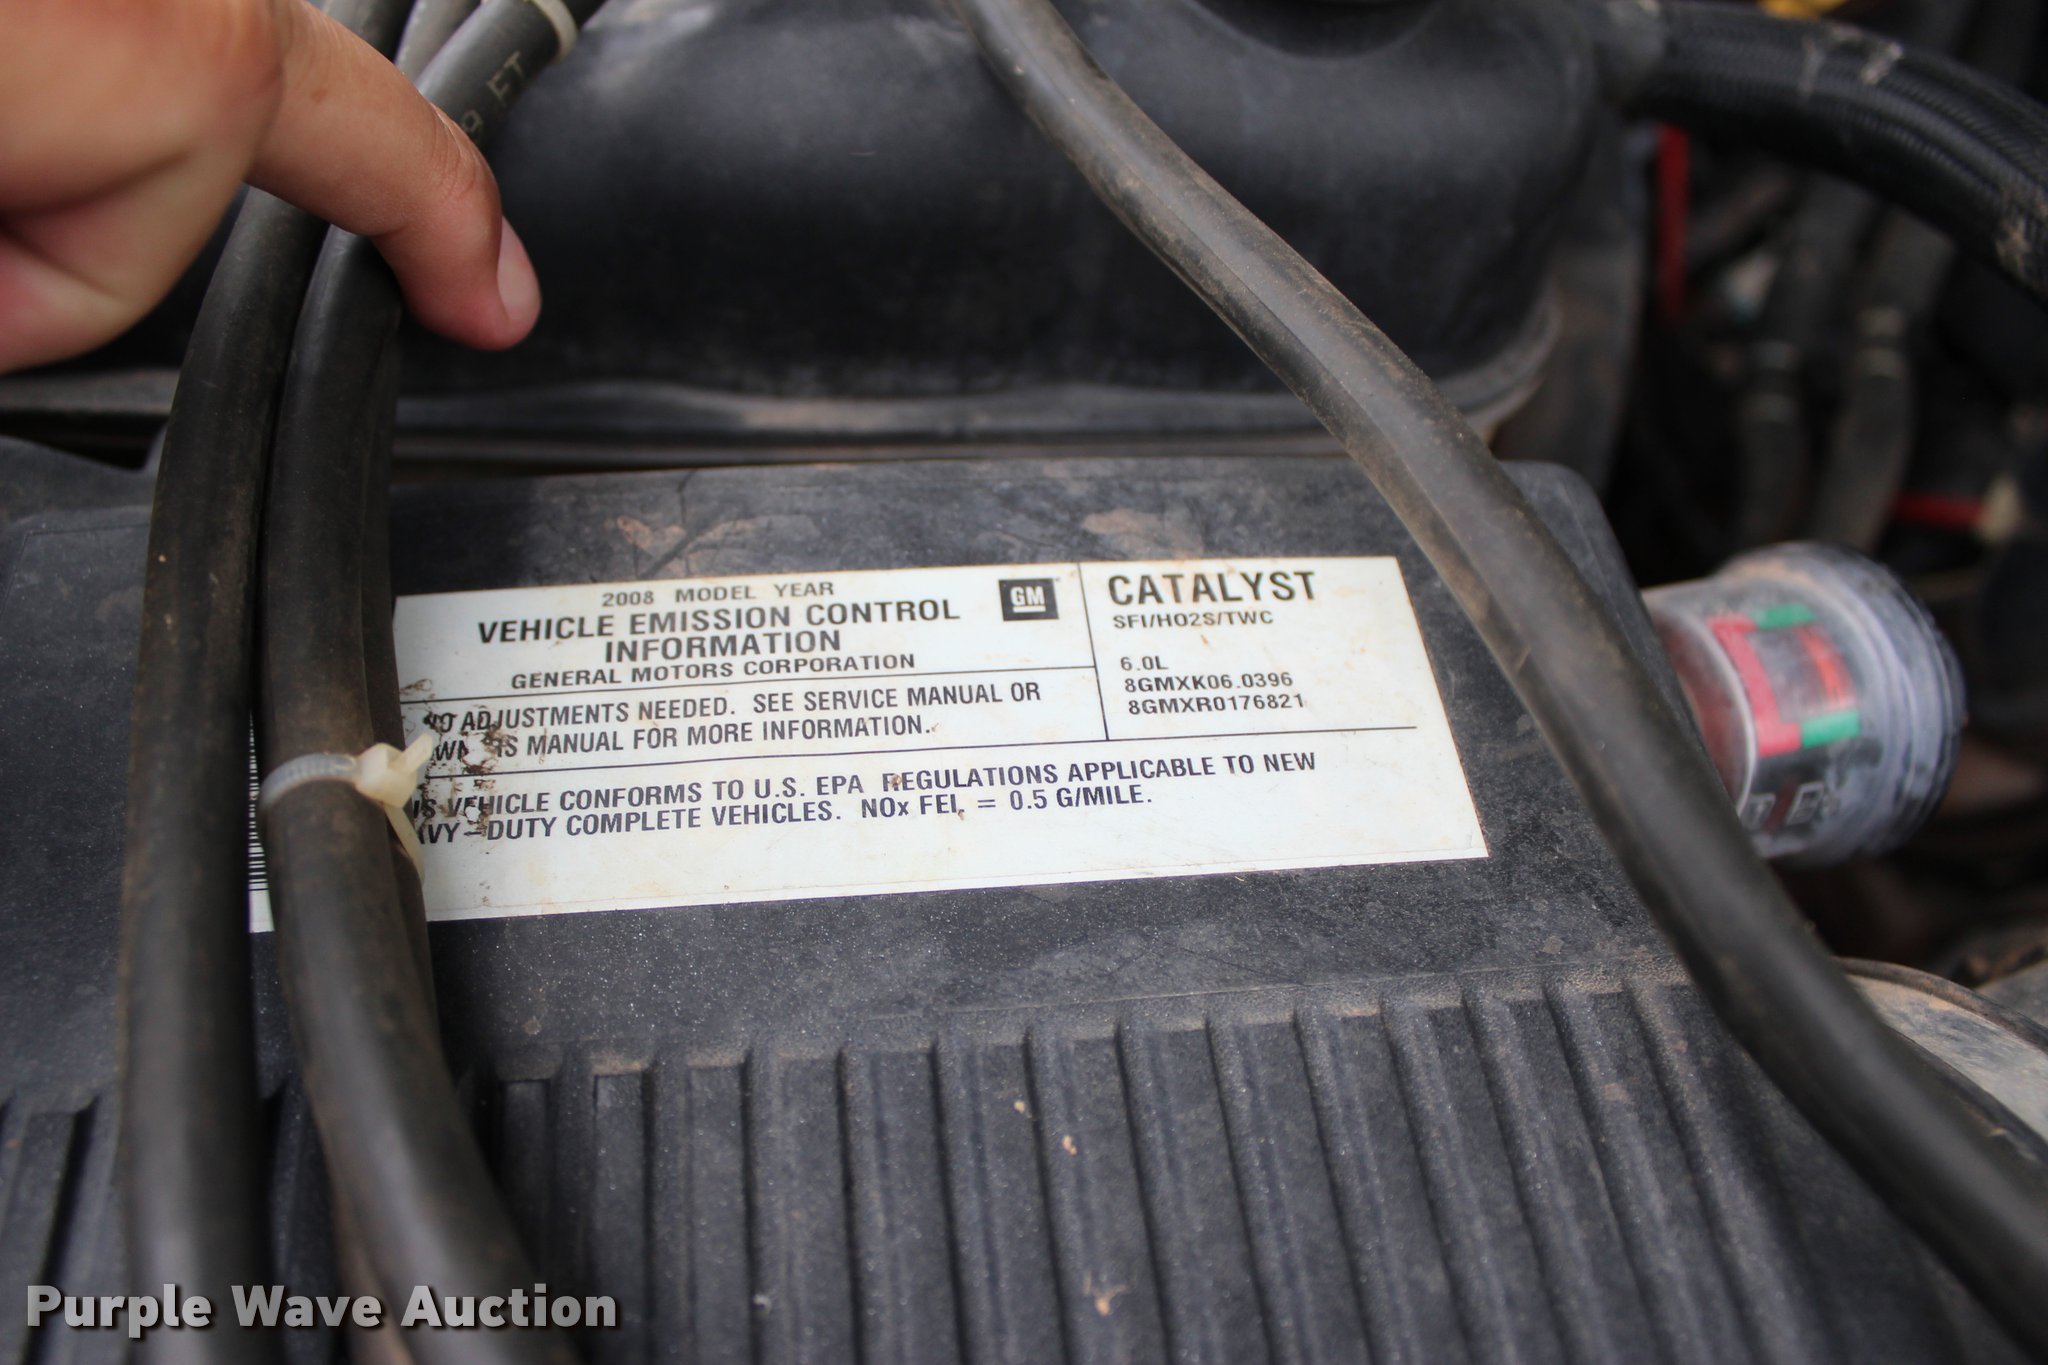 9 ET
2008 MODEL YEAR
VEHICLE EMISSION CONTROL
INFORMATION
GENERAL MOTORS CORPORATION
GM
CATALYST
SFI/HO2S/TWC
6.0L
8GMXK06.0396
8GMXR0176821
ADJUSTMENTS NEEDED. SEE SERVICE MANUAL OR
MANUAL FOR MORE INFORMATION.
VEHICLE CONFORMS TO U.S. EPA REGULATIONS APPLICABLE TO NEW
-DUTY COMPLETE VEHICLES. NOx FEL = 0.5 G/MILE.
Purple Wave Auction